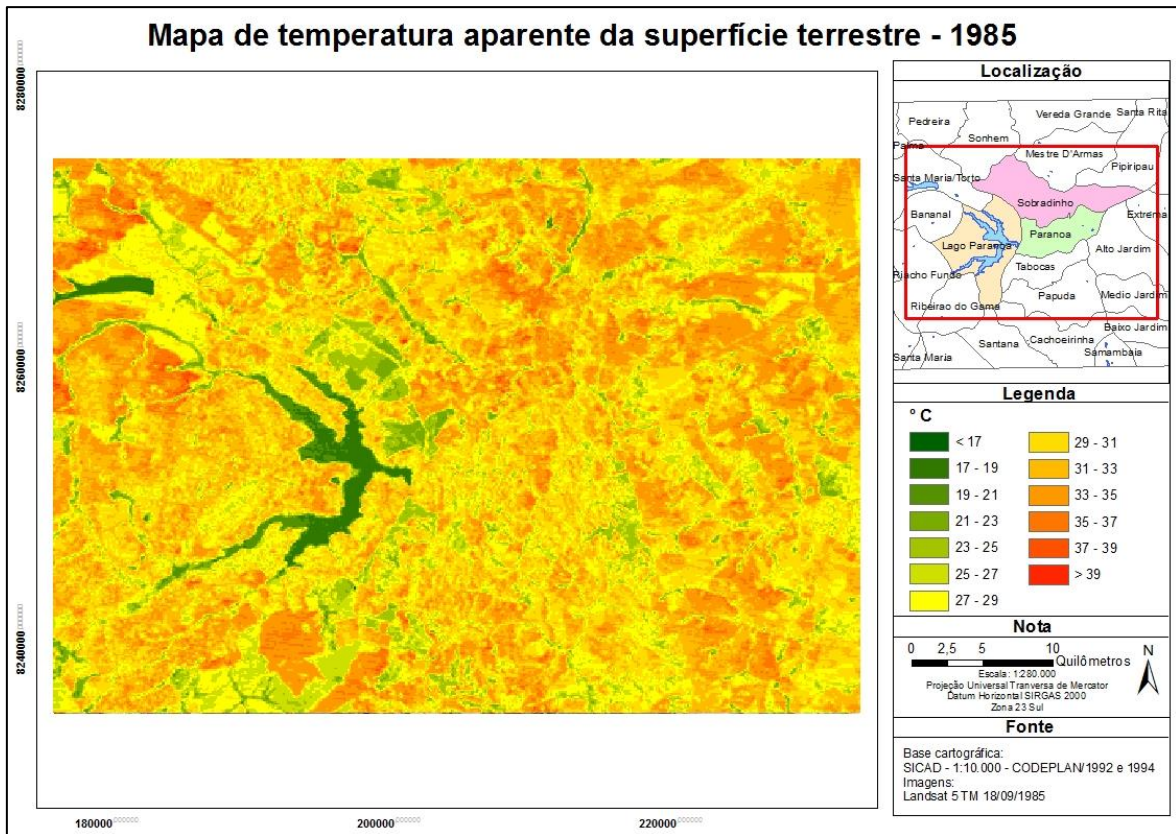 Mapa de temperatura aparente da superfície terrestre - 1985
8280000
8260000
8240000
180000
200000
220000
Localização
Pedreira
Sonhem
Vereda Grande
Santa Rita
Palma
Mestre D'Armas
Pipiripau
Santa Maria/Torto
Sobradinho
Bananal
Extrema
Paranoa
Lago Paranoa
Alto Jardim
Riacho Fundo
Tabocas
Papuda
Medio Jardim
Ribeirao do Gama
Baixo Jardim
Santana
Cachoeirinha
Santa Maria
Samambaia
Legenda
° C
< 17
17 - 19
19 - 21
21 - 23
23 - 25
25 - 27
27 - 29
29 - 31
31 - 33
33 - 35
35 - 37
37 - 39
> 39
Nota
0 2,5 5 10
Quilômetros
N
Escala: 1:280.000
Projeção Universal Tranversa de Mercator
Datum Horizontal SIRGAS 2000
Zona 23 Sul
Fonte
Base cartográfica:
SICAD - 1:10.000 - CODEPLAN/1992 e 1994
Imagens:
Landsat 5 TM 18/09/1985